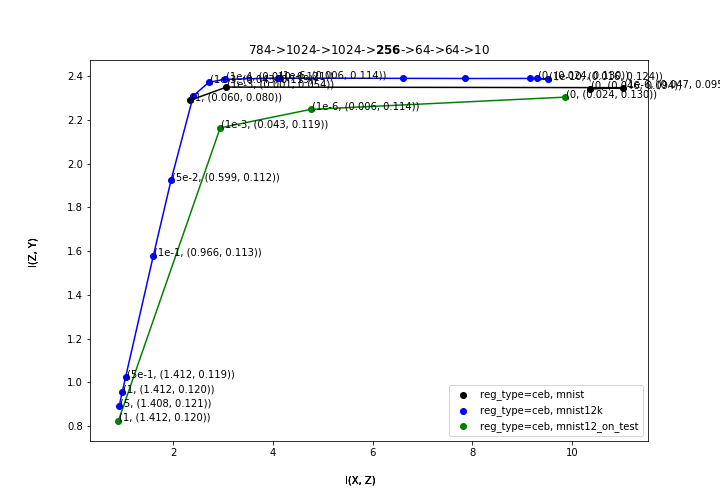 784->1024->1024->256->64->64->10
2.4
2.2
2.0
1.8
1.6
1.4
1.2
1.0
0.8
I(Z, Y)
(0.006, 0.114))
1, (0.060, 0.080))
(1e-6, (0.006, 0.114))
(0, (0.024, 0.130))
(1e-3, (0.043, 0.119))
(5e-2, (0.599, 0.112))
(1e-1, (0.966, 0.113))
(5e-1, (1.412, 0.119))
(1, (1.412, 0.120))
(5, (1.408, 0.121))
(1, (1.412, 0.120))
reg_type=ceb, mnist
reg_type=ceb, mnist12k
reg_type=ceb, mnist12_on_test
2
4
6
8
10
I(X, Z)